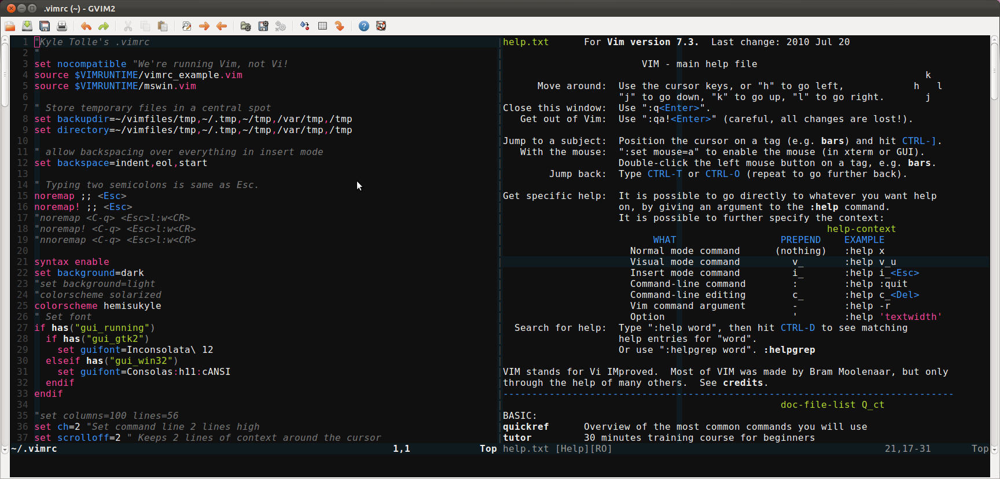 .vimrc (~) - GVIM2
1 "Kyle Tolle's .vimrc
2 "
3 set nocompatible "We're running Vim, not Vi!
4 source $VIMRUNTIME/vimrc_example.vim
5 source $VIMRUNTIME/mswin.vim
6
7 " Store temporary files in a central spot
8 set backupdir=~/vimfiles/tmp,~/.tmp,~/tmp,/var/tmp,/tmp
9 set directory=~/vimfiles/tmp,~/.tmp,~/tmp,/var/tmp,/tmp
10
11 " allow backspacing over everything in insert mode
12 set backspace=indent,eol,start
13
14 " Typing two semicolons is same as Esc.
15 noremap ;; <Esc>
16 noremap! ;; <Esc>
17 "noremap <C-q> <Esc>l:w<CR>
18 "noremap! <C-q> <Esc>l:w<CR>
19 "nnoremap <C-q> <Esc>l:w<CR>
20
21 syntax enable
22 set background=dark
23 "set background=light
24 "colorscheme solarized
25 colorscheme hemisukyle
26 " Set font
27 if has("gui_running")
28   if has("gui_gtk2")
29     set guifont=Inconsolata\ 12
30   elseif has("gui_win32")
31     set guifont=Consolas:h11:cANSI
32   endif
33 endif
34
35 "set columns=100 lines=56
36 set ch=2 "Set command line 2 lines high
37 set scrolloff=2 " Keeps 2 lines of context around the cursor
~/.vimrc 1,1 Top
help.txt      For Vim version 7.3.  Last change: 2010 Jul 20
VIM - main help file
k
Move around:  Use the cursor keys, or "h" to go left,            h   l
"j" to go down, "k" to go up, "l" to go right.       j
Close this window:  Use ":q<Enter>".
Get out of Vim:  Use ":qa!<Enter>" (careful, all changes are lost!).
Jump to a subject:  Position the cursor on a tag (e.g. bars) and hit CTRL-].
With the mouse:  ":set mouse=a" to enable the mouse (in xterm or GUI).
Double-click the left mouse button on a tag, e.g. bars.
Jump back:  Type CTRL-T or CTRL-O (repeat to go further back).
Get specific help:  It is possible to go directly to whatever you want help
on, by giving an argument to the :help command.
It is possible to further specify the context:
help-context
WHAT                  PREPEND    EXAMPLE
Normal mode command      (nothing)   :help x
Visual mode command         v_       :help v_u
Insert mode command         i_       :help i_<Esc>
Command-line command        :        :help :quit
Command-line editing        c_       :help c_<Del>
Vim command argument        -        :help -r
Option                      '        :help 'textwidth'
Search for help:  Type ":help word", then hit CTRL-D to see matching
help entries for "word".
Or use ":helpgrep word". :helpgrep
VIM stands for Vi IMproved.  Most of VIM was made by Bram Moolenaar, but only
through the help of many others.  See credits.
------------------------------------------------------------------------------
doc-file-list Q_ct
BASIC:
quickref      Overview of the most common commands you will use
tutor         30 minutes training course for beginners
help.txt [Help][RO] 21,17-31 Top